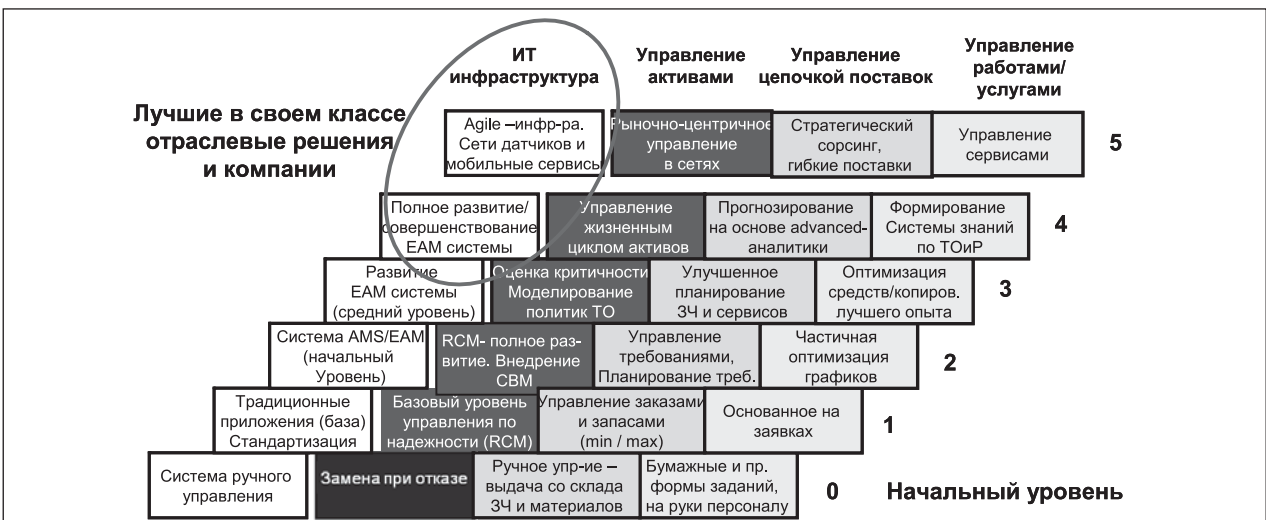 ИТ
инфраструктура
Управление
активами
Управление
цепочкой поставок
Управление
работами/
услугами
Лучшие в своем классе
отраслевые решения
и компании
Agile –инфр-ра.
Сети датчиков и
мобильные сервисы
Рыночно-центричное
управление
в сетях
Стратегический
сорсинг,
гибкие поставки
Управление
сервисами
5
Полное развитие/
совершенствование
EAM системы
Управление
жизненным
циклом активов
Прогнозирование
на основе advanced-
аналитики
Формирование
Системы знаний
по ТОиР
4
Развитие
EAM системы
(средний уровень)
Оценка критичности
Моделирование
политик ТО
Улучшенное
планирование
ЗЧ и сервисов
Оптимизация
средств/копиров.
лучшего опыта
3
Система AMS/EAM
(начальный
Уровень)
RCM- полное раз-
витие. Внедрение
CBM
Управление
требованиями,
Планирование треб.
Частичная
оптимизация
графиков
2
Традиционные
приложения (база)
Стандартизация
Базовый уровень
управления по
надежности (RCM)
Управление заказами
и запасами
(min / max)
Основанное на
заявках
1
Система ручного
управления
Замена при отказе
Ручное упр-ие –
выдача со склада
ЗЧ и материалов
Бумажные и пр.
формы заданий,
на руки персоналу
0
Начальный уровень